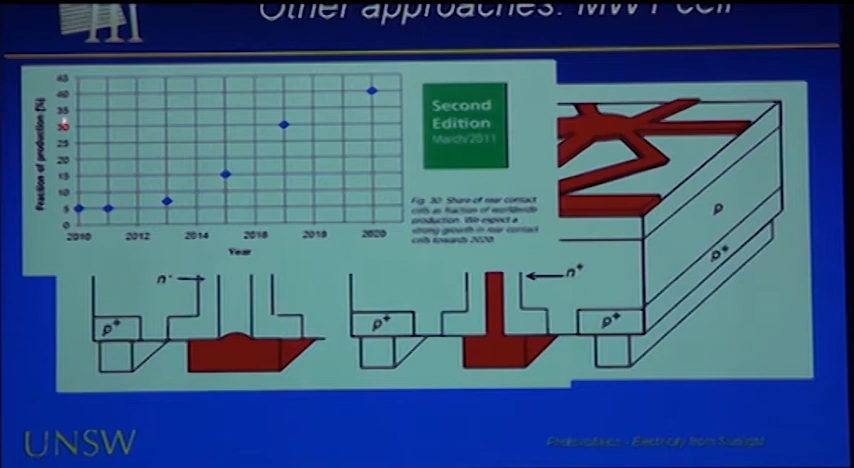 Other approaches: MWT cell
Fraction of production [%]
45
40
35
30
25
20
15
10
5
0
2010 2012 2014 2016 2018 2020
Year
Second
Edition
March/2011
Fig. 30: Share of rear contact
cells as fraction of worldwide
production. We expect a
strong growth in rear contact
cells towards 2020
p
p+
n+
p+
p+
p+
UNSW
Photovoltaics - Electricity from Sunlight